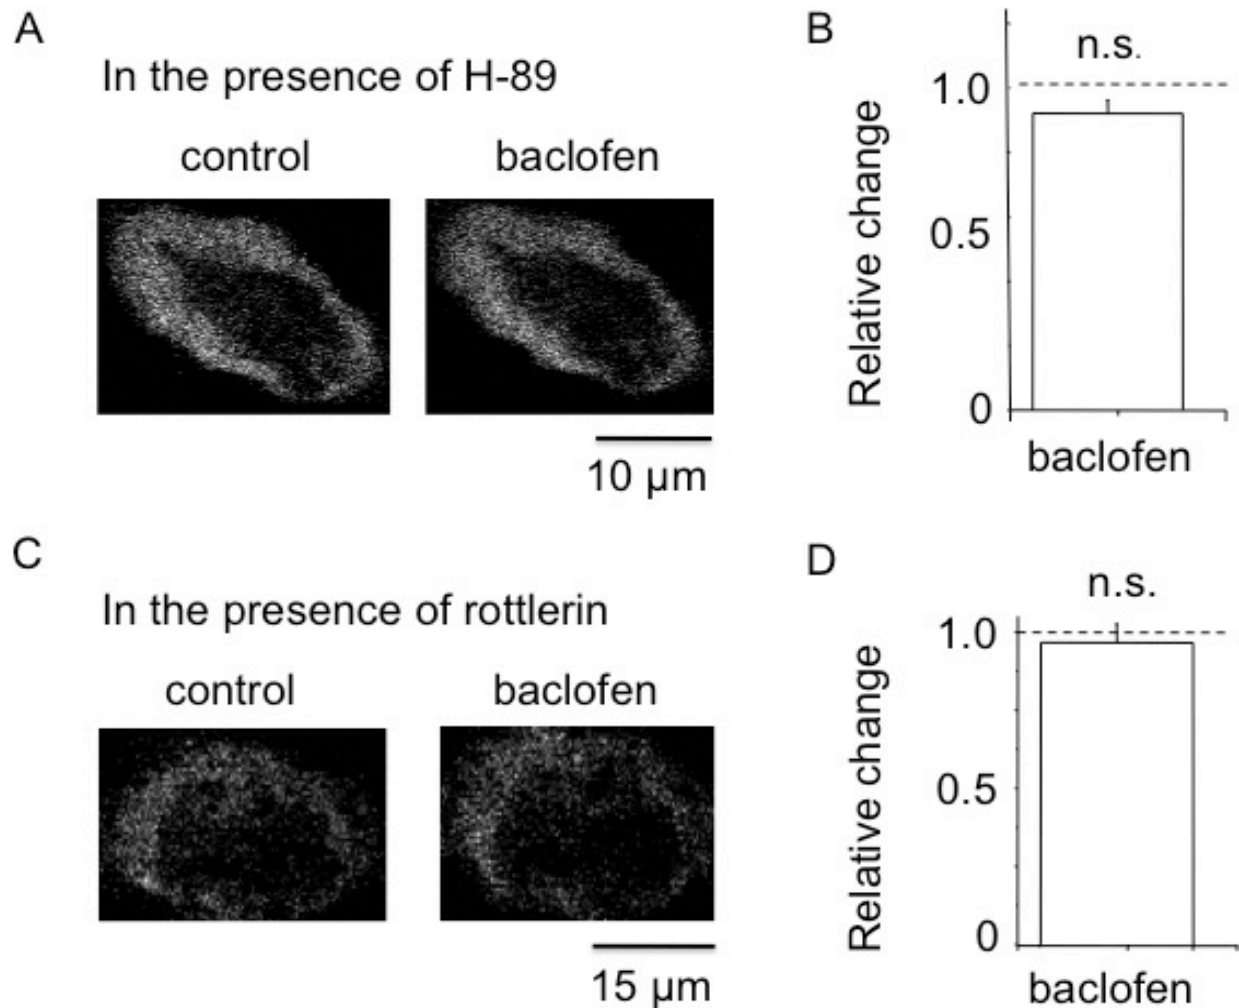 A
In the presence of H-89
control baclofen
10 µm
B
n.s.
1.0
0.5
0
Relative change
baclofen
C
In the presence of rottlerin
control baclofen
15 µm
D
n.s.
1.0
0.5
0
Relative change
baclofen